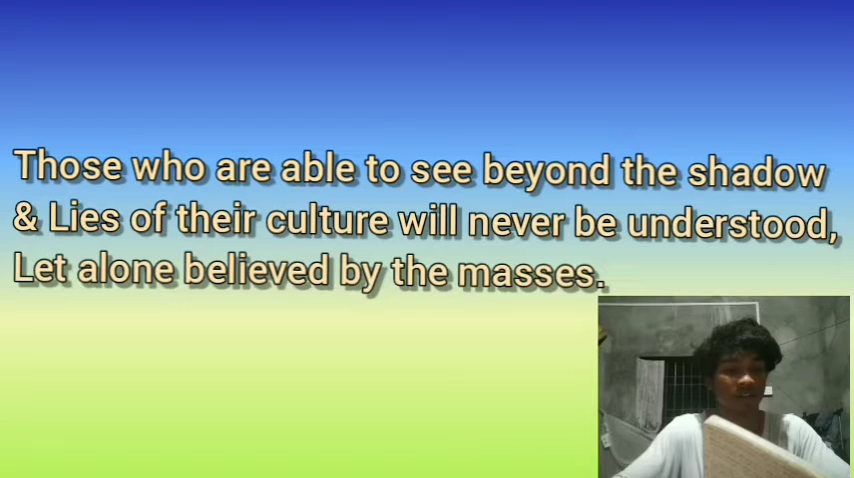 Those who are able to see beyond the shadow
& Lies of their culture will never be understood,
Let alone believed by the masses.